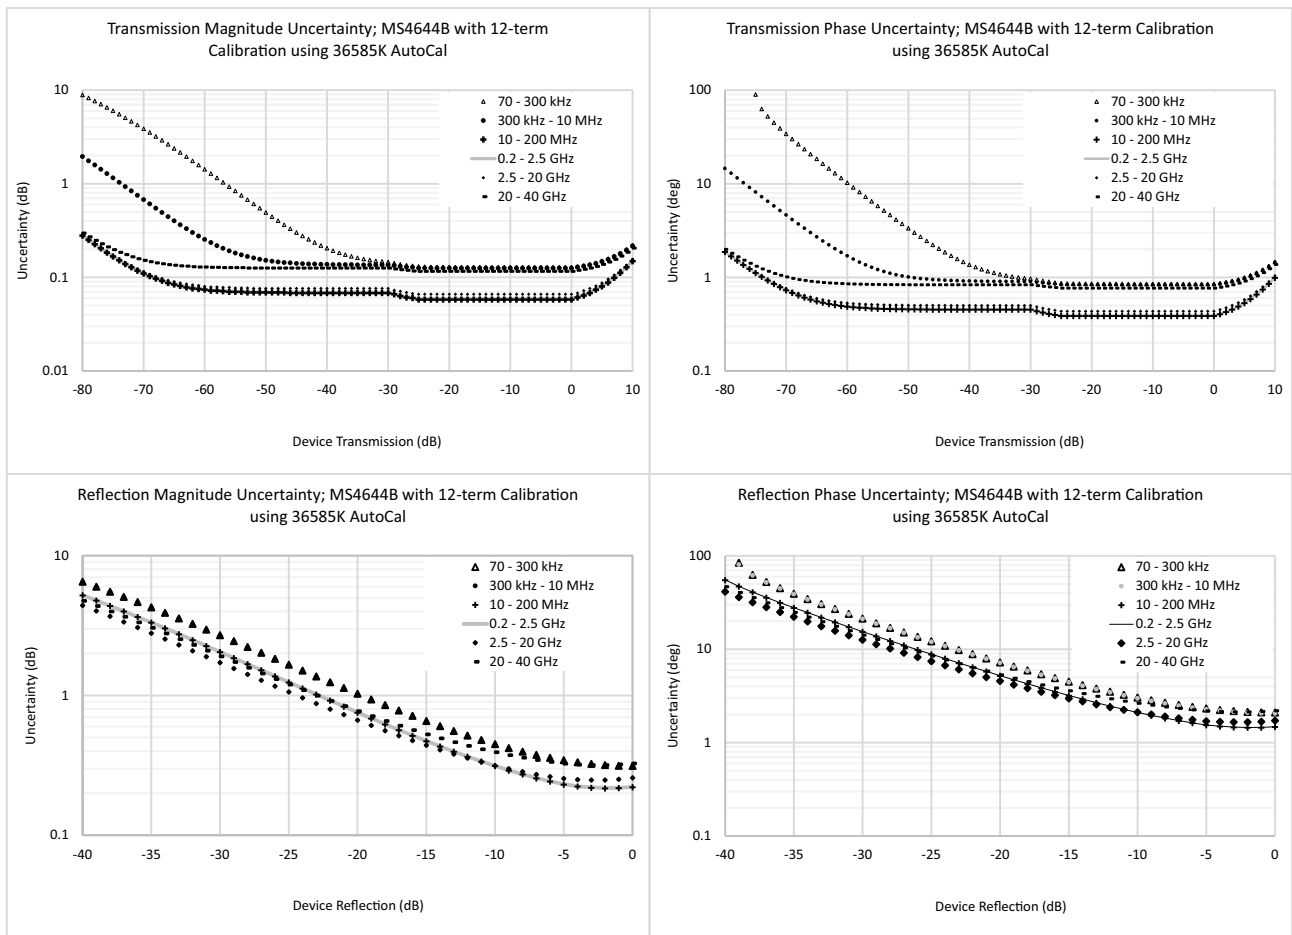 Transmission Magnitude Uncertainty; MS4644B with 12-term
Calibration using 36585K AutoCal
10
1
0.1
0.01
Uncertainty (dB)
70 - 300 kHz
300 kHz - 10 MHz
10 - 200 MHz
0.2 - 2.5 GHz
2.5 - 20 GHz
20 - 40 GHz
-80 -70 -60 -50 -40 -30 -20 -10 0 10
Device Transmission (dB)
Transmission Phase Uncertainty; MS4644B with 12-term Calibration
using 36585K AutoCal
100
10
1
0.1
Uncertainty (deg)
70 - 300 kHz
300 kHz - 10 MHz
10 - 200 MHz
0.2 - 2.5 GHz
2.5 - 20 GHz
20 - 40 GHz
-80 -70 -60 -50 -40 -30 -20 -10 0 10
Device Transmission (dB)
Reflection Magnitude Uncertainty; MS4644B with 12-term Calibration
using 36585K AutoCal
10
1
0.1
Uncertainty (dB)
70 - 300 kHz
300 kHz - 10 MHz
10 - 200 MHz
0.2 - 2.5 GHz
2.5 - 20 GHz
20 - 40 GHz
-40 -35 -30 -25 -20 -15 -10 -5 0
Device Reflection (dB)
Reflection Phase Uncertainty; MS4644B with 12-term Calibration
using 36585K AutoCal
100
10
1
0.1
Uncertainty (deg)
70 - 300 kHz
300 kHz - 10 MHz
10 - 200 MHz
0.2 - 2.5 GHz
2.5 - 20 GHz
20 - 40 GHz
-40 -35 -30 -25 -20 -15 -10 -5 0
Device Reflection (dB)